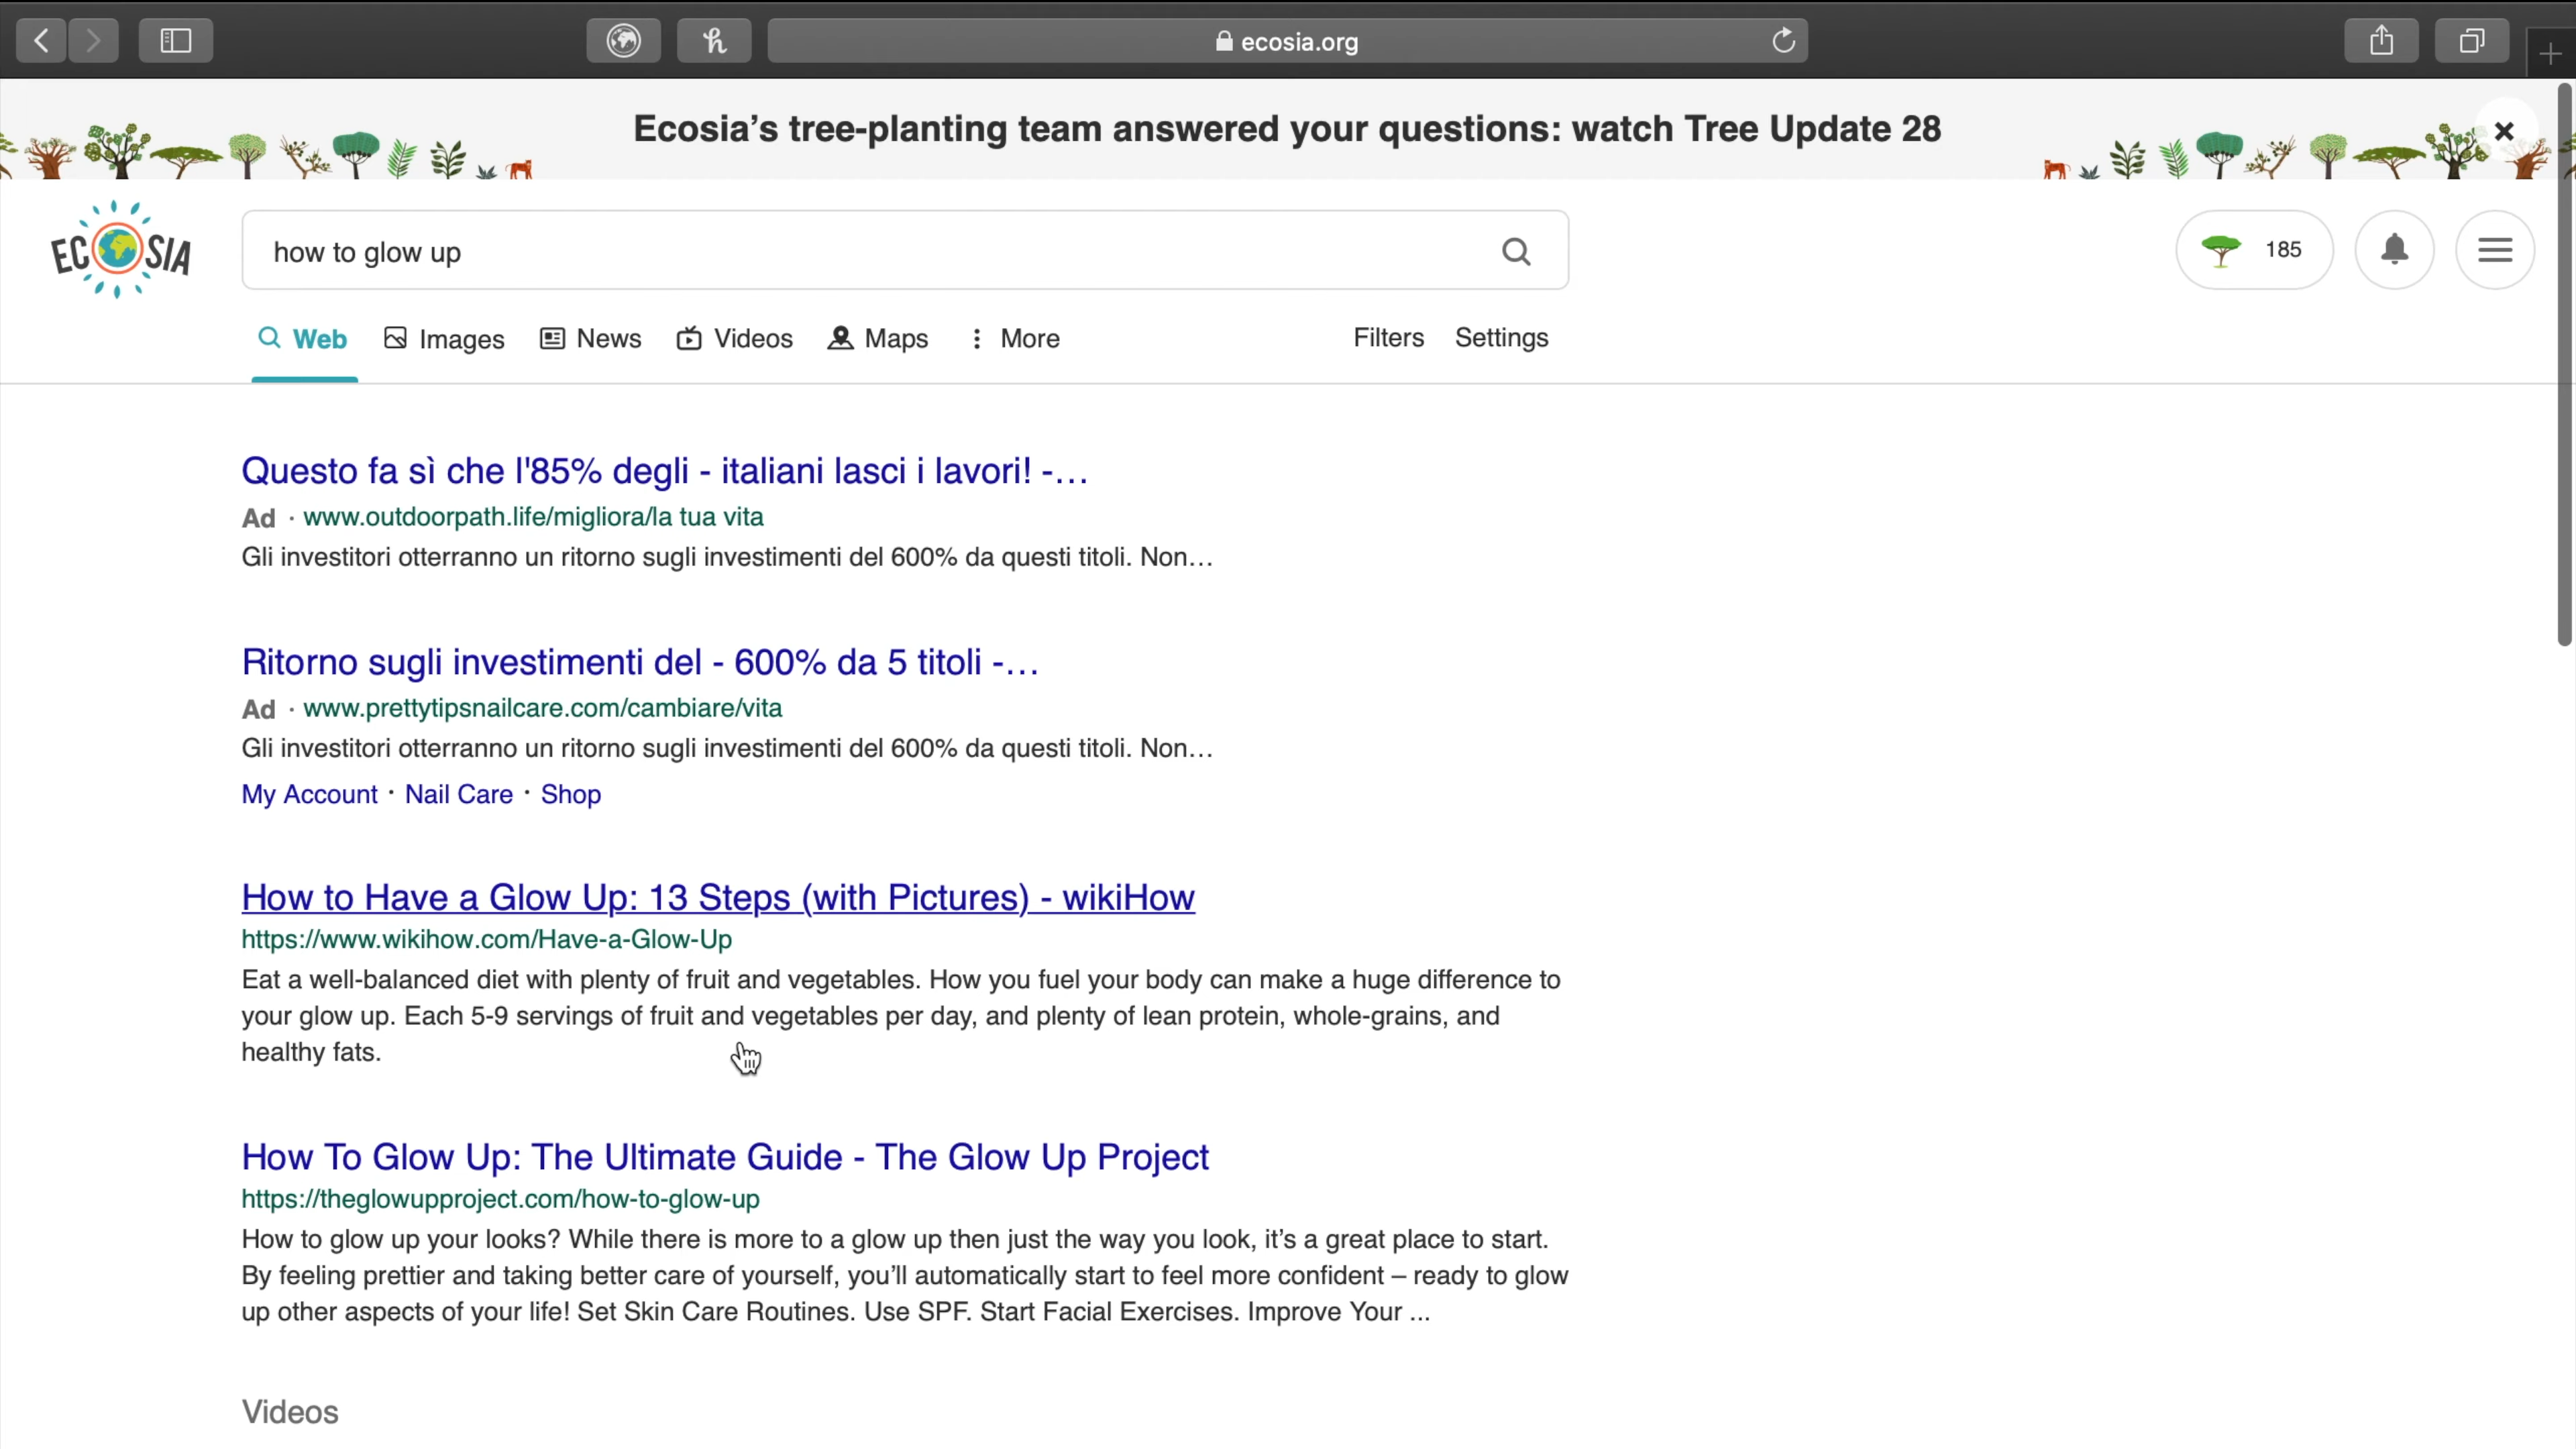 ecosia.org
Ecosia's tree-planting team answered your questions: watch Tree Update 28
ECOSIA
how to glow up
185
Web Images News Videos Maps More Filters Settings
Questo fa sì che l'85% degli - italiani lasci i lavori! -...
Ad · www.outdoorpath.life/migliora/la tua vita
Gli investitori otterranno un ritorno sugli investimenti del 600% da questi titoli. Non...
Ritorno sugli investimenti del - 600% da 5 titoli -...
Ad · www.prettytipsnailcare.com/cambiare/vita
Gli investitori otterranno un ritorno sugli investimenti del 600% da questi titoli. Non...
My Account · Nail Care · Shop
How to Have a Glow Up: 13 Steps (with Pictures) - wikiHow
https://www.wikihow.com/Have-a-Glow-Up
Eat a well-balanced diet with plenty of fruit and vegetables. How you fuel your body can make a huge difference to
your glow up. Each 5-9 servings of fruit and vegetables per day, and plenty of lean protein, whole-grains, and
healthy fats.
How To Glow Up: The Ultimate Guide - The Glow Up Project
https://theglowupproject.com/how-to-glow-up
How to glow up your looks? While there is more to a glow up then just the way you look, it's a great place to start.
By feeling prettier and taking better care of yourself, you'll automatically start to feel more confident – ready to glow
up other aspects of your life! Set Skin Care Routines. Use SPF. Start Facial Exercises. Improve Your ...
Videos